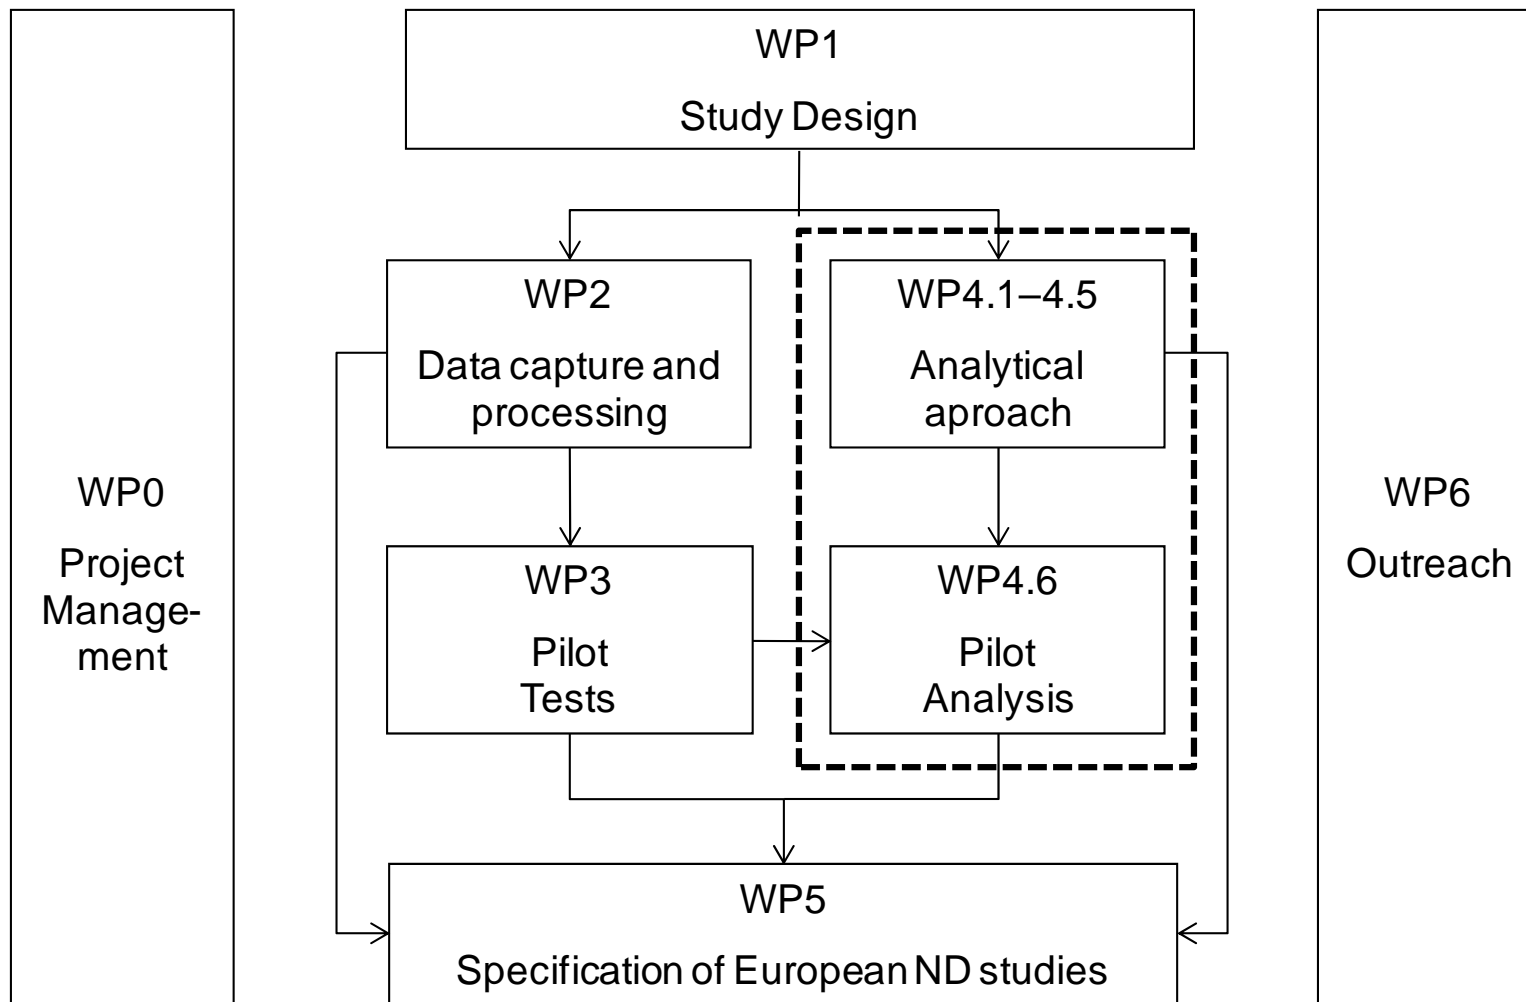 WP1
Study Design
WP2
Data capture and
processing
WP4.1–4.5
Analytical
aproach
WP0
Project
Manage-
ment
WP3
Pilot
Tests
WP4.6
Pilot
Analysis
WP6
Outreach
WP5
Specification of European ND studies